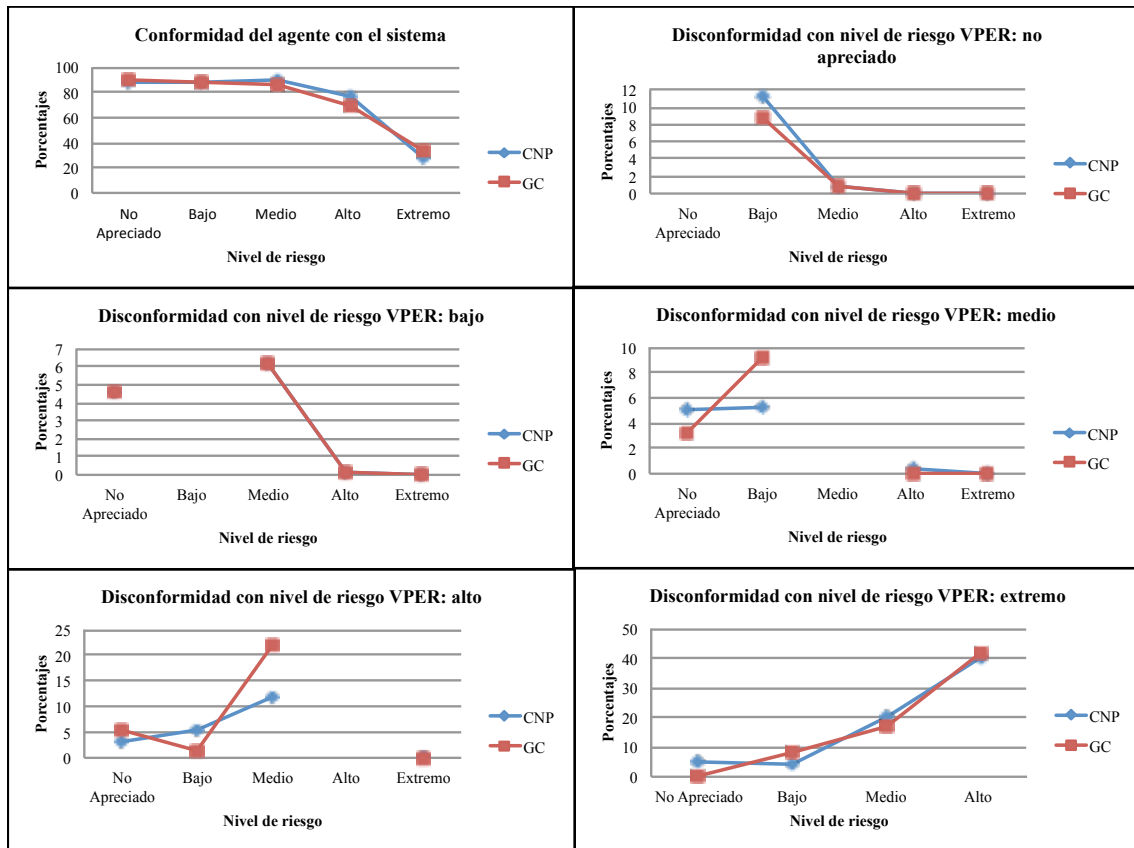 Conformidad del agente con el sistema
Porcentajes
100
80
60
40
20
0
No Apreciado
Bajo
Medio
Alto
Extremo
Nivel de riesgo
CNP
GC
Disconformidad con nivel de riesgo VPER: no
apreciado
Porcentajes
12
10
8
6
4
2
0
No Apreciado
Bajo
Medio
Alto
Extremo
Nivel de riesgo
CNP
GC
Disconformidad con nivel de riesgo VPER: bajo
Porcentajes
7
6
5
4
3
2
1
0
No Apreciado
Bajo
Medio
Alto
Extremo
Nivel de riesgo
CNP
GC
Disconformidad con nivel de riesgo VPER: medio
Porcentajes
10
8
6
4
2
0
No Apreciado
Bajo
Medio
Alto
Extremo
Nivel de riesgo
CNP
GC
Disconformidad con nivel de riesgo VPER: alto
Porcentajes
25
20
15
10
5
0
No Apreciado
Bajo
Medio
Alto
Extremo
Nivel de riesgo
CNP
GC
Disconformidad con nivel de riesgo VPER: extremo
Porcentajes
50
40
30
20
10
0
No Apreciado
Bajo
Medio
Alto
Nivel de riesgo
CNP
GC